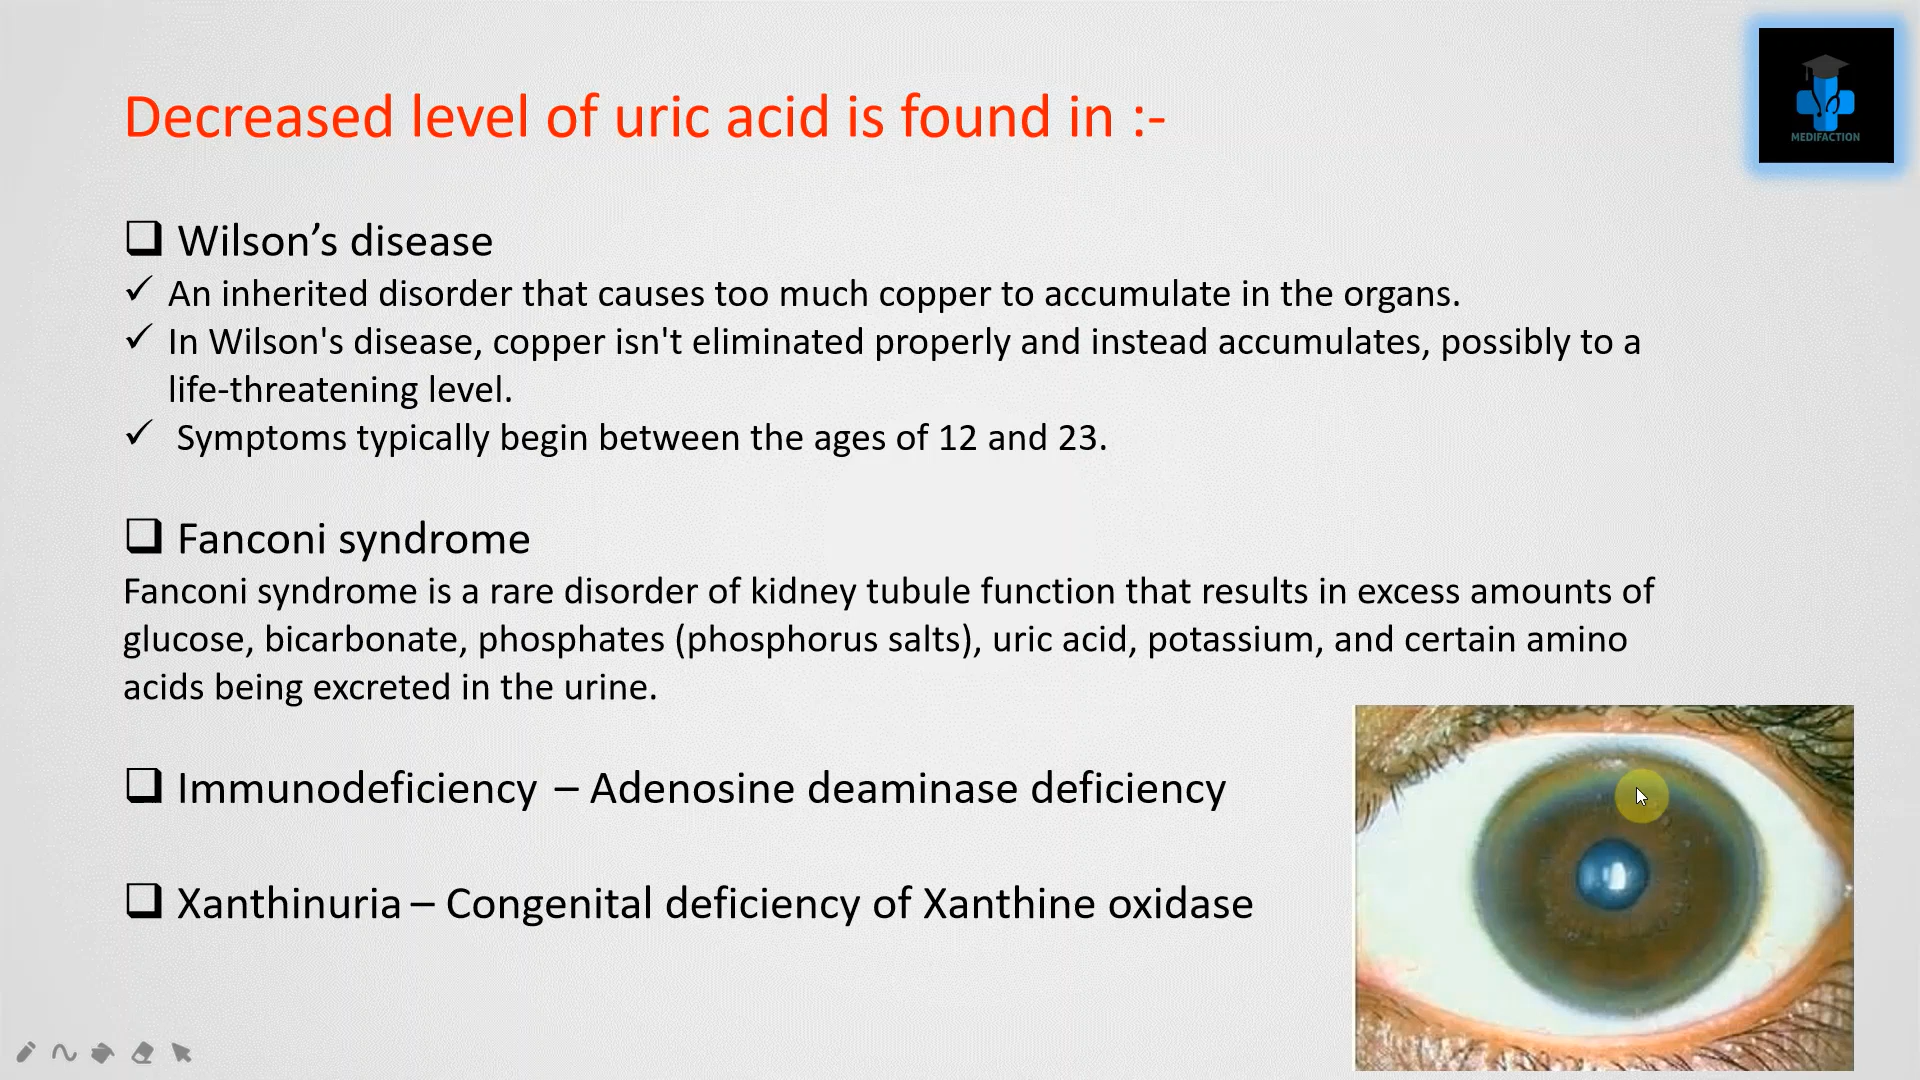 MEDIFACTION
Decreased level of uric acid is found in :-
❑ Wilson’s disease
✓ An inherited disorder that causes too much copper to accumulate in the organs.
✓ In Wilson's disease, copper isn't eliminated properly and instead accumulates, possibly to a
life-threatening level.
✓ Symptoms typically begin between the ages of 12 and 23.
❑ Fanconi syndrome
Fanconi syndrome is a rare disorder of kidney tubule function that results in excess amounts of
glucose, bicarbonate, phosphates (phosphorus salts), uric acid, potassium, and certain amino
acids being excreted in the urine.
❑ Immunodeficiency – Adenosine deaminase deficiency
❑ Xanthinuria – Congenital deficiency of Xanthine oxidase